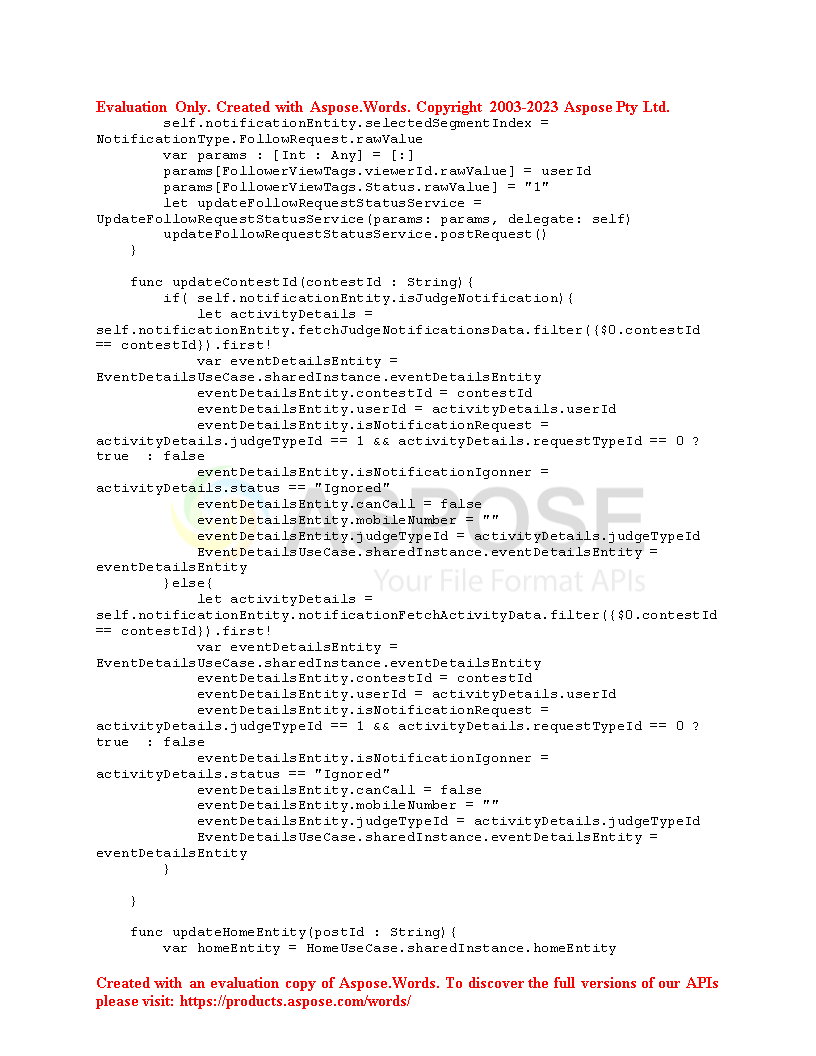 Evaluation Only. Created with Aspose.Words. Copyright 2003-2023 Aspose Pty Ltd.
        self.notificationEntity.selectedSegmentIndex =
NotificationType.FollowRequest.rawValue
        var params : [Int : Any] = [:]
        params[FollowerViewTags.viewerId.rawValue] = userId
        params[FollowerViewTags.Status.rawValue] = "1"
        let updateFollowRequestStatusService =
UpdateFollowRequestStatusService(params: params, delegate: self)
        updateFollowRequestStatusService.postRequest()
    }

    func updateContestId(contestId : String){
        if( self.notificationEntity.isJudgeNotification){
            let activityDetails =
self.notificationEntity.fetchJudgeNotificationsData.filter({$0.contestId
== contestId}).first!
            var eventDetailsEntity =
EventDetailsUseCase.sharedInstance.eventDetailsEntity
            eventDetailsEntity.contestId = contestId
            eventDetailsEntity.userId = activityDetails.userId
            eventDetailsEntity.isNotificationRequest =
activityDetails.judgeTypeId == 1 && activityDetails.requestTypeId == 0 ?
true  : false
            eventDetailsEntity.isNotificationIgonner =
activityDetails.status == "Ignored"
            eventDetailsEntity.canCall = false
            eventDetailsEntity.mobileNumber = ""
            eventDetailsEntity.judgeTypeId = activityDetails.judgeTypeId
            EventDetailsUseCase.sharedInstance.eventDetailsEntity =
eventDetailsEntity
        }else{
            let activityDetails =
self.notificationEntity.notificationFetchActivityData.filter({$0.contestId
== contestId}).first!
            var eventDetailsEntity =
EventDetailsUseCase.sharedInstance.eventDetailsEntity
            eventDetailsEntity.contestId = contestId
            eventDetailsEntity.userId = activityDetails.userId
            eventDetailsEntity.isNotificationRequest =
activityDetails.judgeTypeId == 1 && activityDetails.requestTypeId == 0 ?
true  : false
            eventDetailsEntity.isNotificationIgonner =
activityDetails.status == "Ignored"
            eventDetailsEntity.canCall = false
            eventDetailsEntity.mobileNumber = ""
            eventDetailsEntity.judgeTypeId = activityDetails.judgeTypeId
            EventDetailsUseCase.sharedInstance.eventDetailsEntity =
eventDetailsEntity
        }

    }

    func updateHomeEntity(postId : String){
        var homeEntity = HomeUseCase.sharedInstance.homeEntity
ASPOSE
Your File Format APIs
Created with an evaluation copy of Aspose.Words. To discover the full versions of our APIs
please visit: https://products.aspose.com/words/